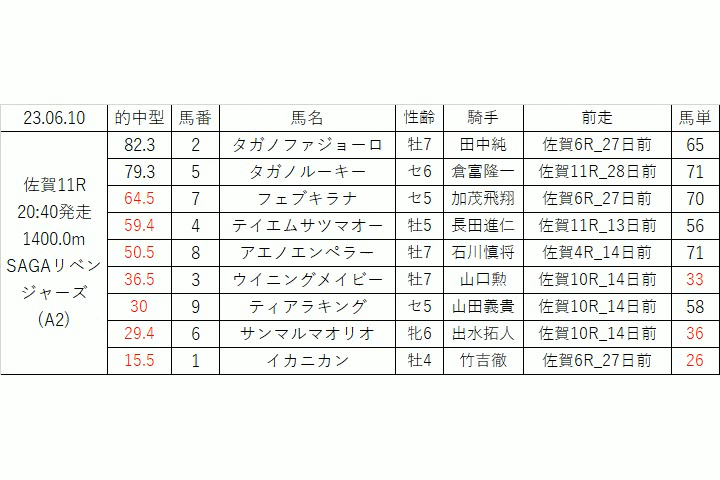 23.06.10 的中型 馬番 馬名 性齢 騎手 前走 馬単
佐賀11R
20:40発走
1400.0m
SAGAリベン
ジャーズ
（A2）
82.3 2 タガノファジョーロ 牡7 田中純 佐賀6R_27日前 65
79.3 5 タガノルーキー セ6 倉富隆一 佐賀11R_28日前 71
64.5 7 フェブキラナ セ5 加茂飛翔 佐賀6R_27日前 70
59.4 4 テイエムサツマオー 牡5 長田進仁 佐賀11R_13日前 56
50.5 8 アエノエンペラー 牡7 石川慎将 佐賀4R_14日前 71
36.5 3 ウイニングメイビー 牡7 山口勲 佐賀10R_14日前 33
30 9 ティアラキング セ5 山田義貴 佐賀10R_14日前 58
29.4 6 サンマルマオリオ 牝6 出水拓人 佐賀10R_14日前 36
15.5 1 イカニカン 牡4 竹吉徹 佐賀6R_27日前 26